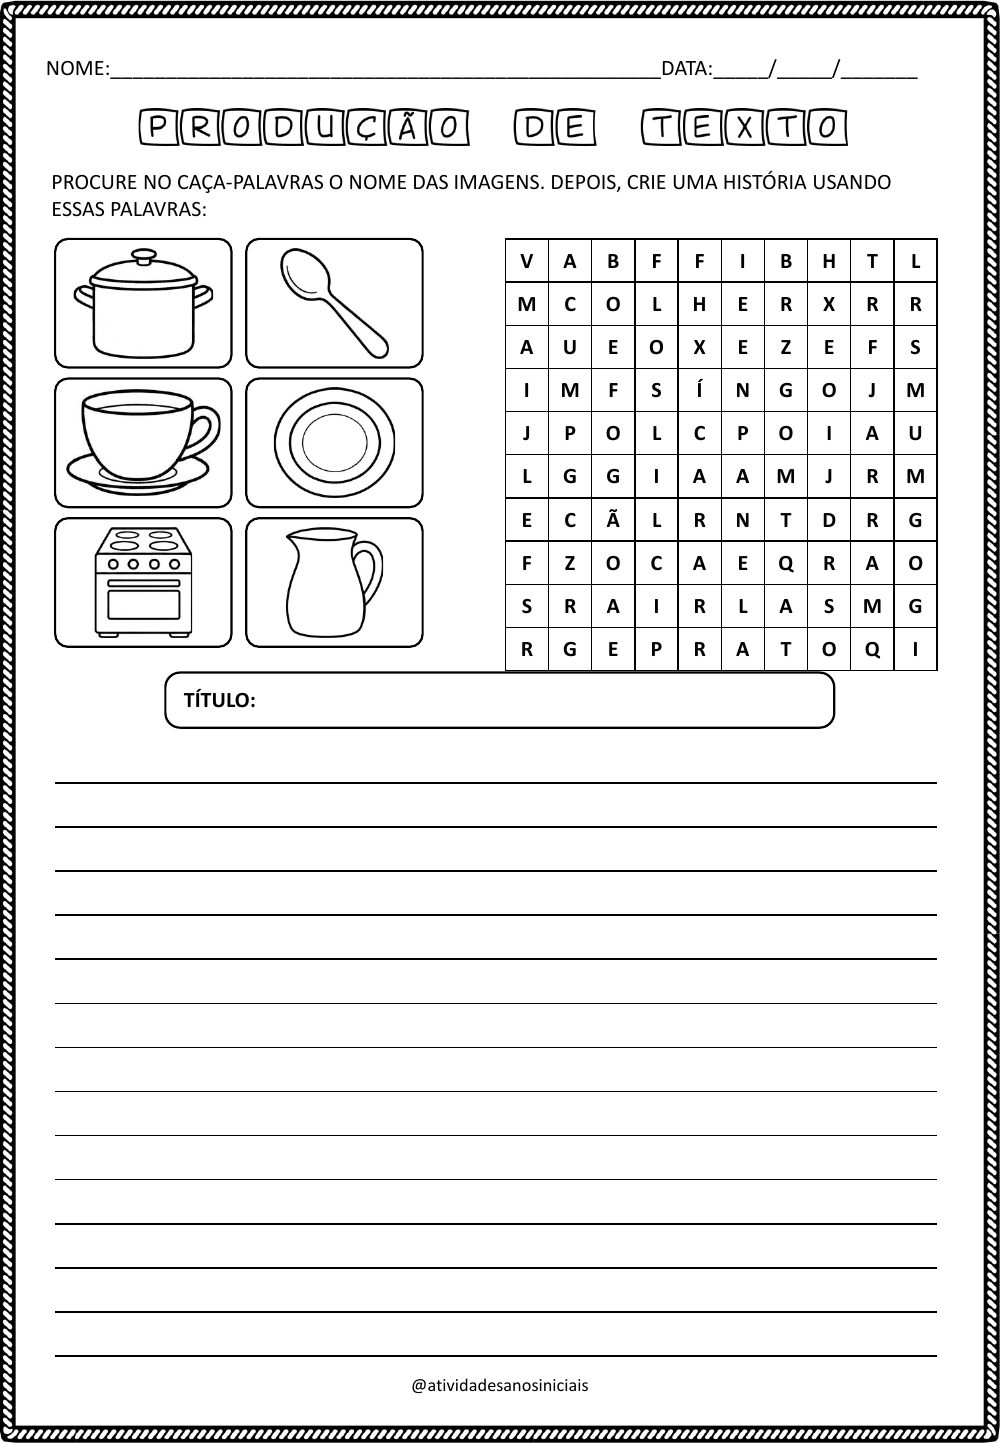 NOME:__________________________________________________DATA:_____/_____/_______
PRODUÇÃO DE TEXTO
PROCURE NO CAÇA-PALAVRAS O NOME DAS IMAGENS. DEPOIS, CRIE UMA HISTÓRIA USANDO
ESSAS PALAVRAS:
V A B F F I B H T L
M C O L H E R X R R
A U E O X E Z E F S
I M F S Í N G O J M
J P O L C P O I A U
L G G I A A M J R M
E C Ã L R N T D R G
F Z O C A E Q R A O
S R A I R L A S M G
R G E P R A T O Q I
TÍTULO:
@atividadesanosiniciais